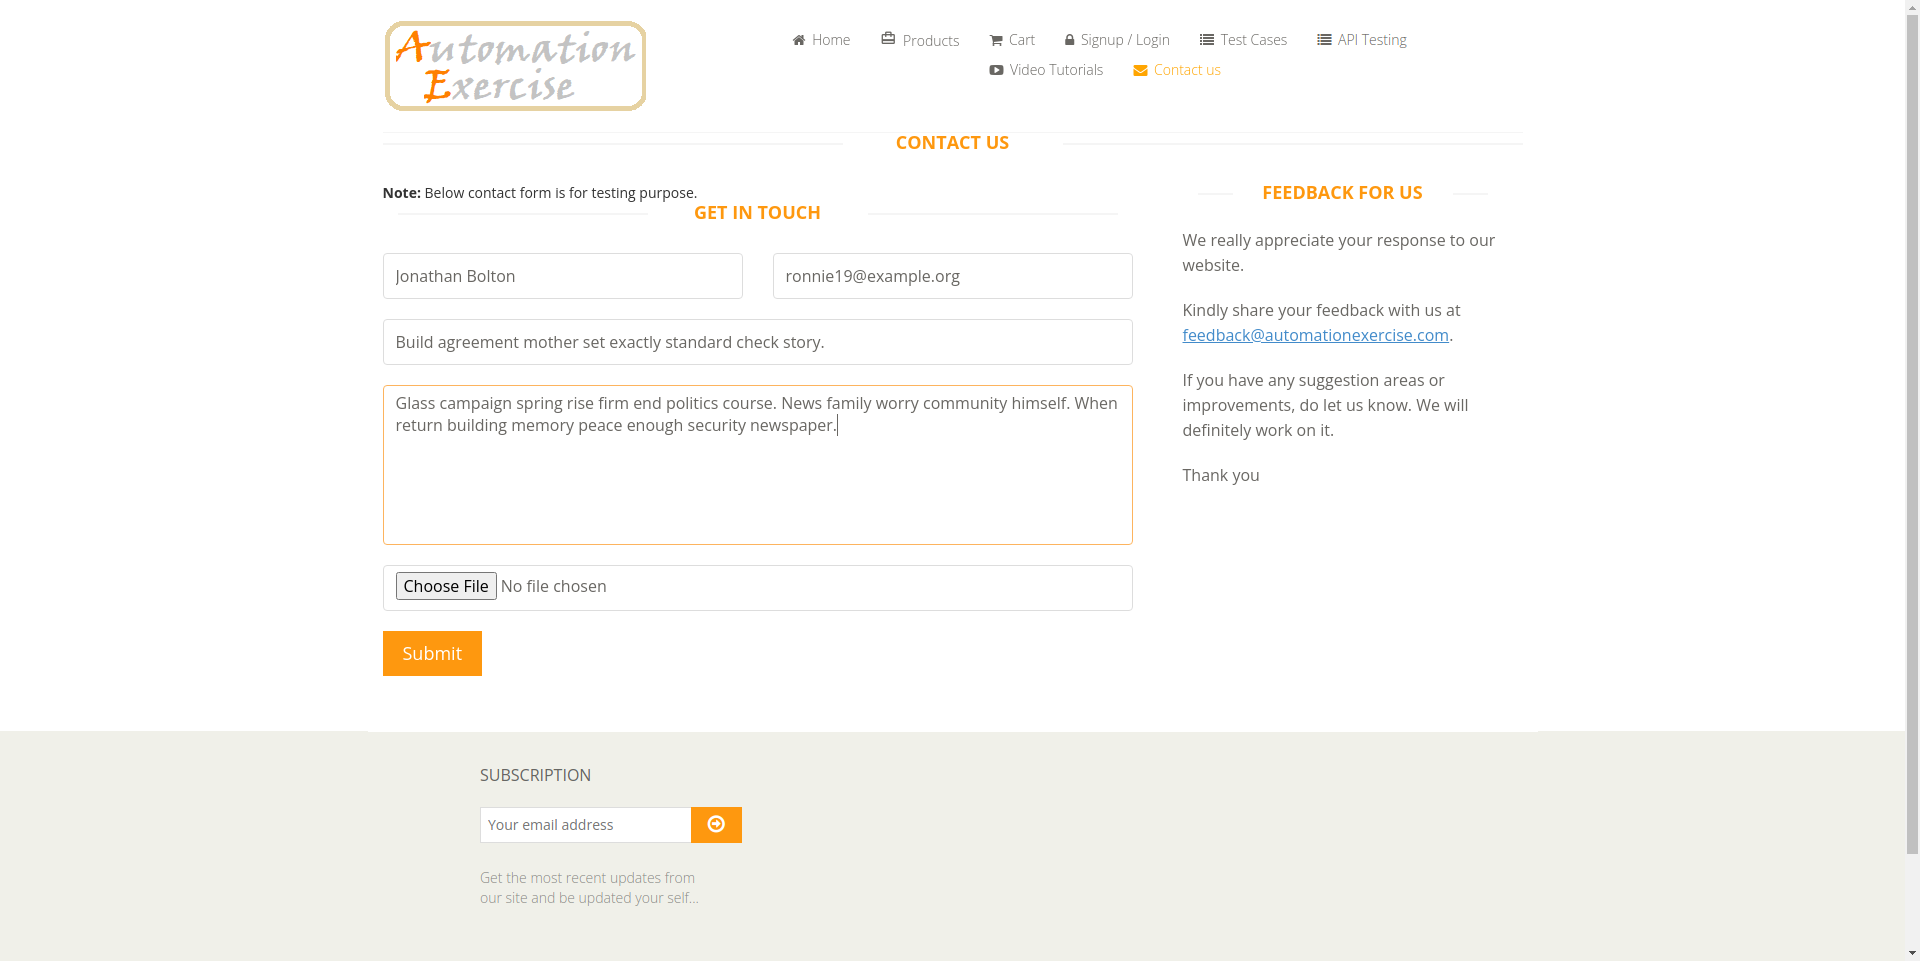 Automation
Exercise
Home
Products
Cart
Signup / Login
Test Cases
API Testing
Video Tutorials
Contact us
CONTACT US
Note: Below contact form is for testing purpose.
GET IN TOUCH
Jonathan Bolton
ronnie19@example.org
Build agreement mother set exactly standard check story.
Glass campaign spring rise firm end politics course. News family worry community himself. When
return building memory peace enough security newspaper.
Choose File No file chosen
Submit
FEEDBACK FOR US
We really appreciate your response to our
website.
Kindly share your feedback with us at
feedback@automationexercise.com.
If you have any suggestion areas or
improvements, do let us know. We will
definitely work on it.
Thank you
SUBSCRIPTION
Your email address
Get the most recent updates from
our site and be updated your self...